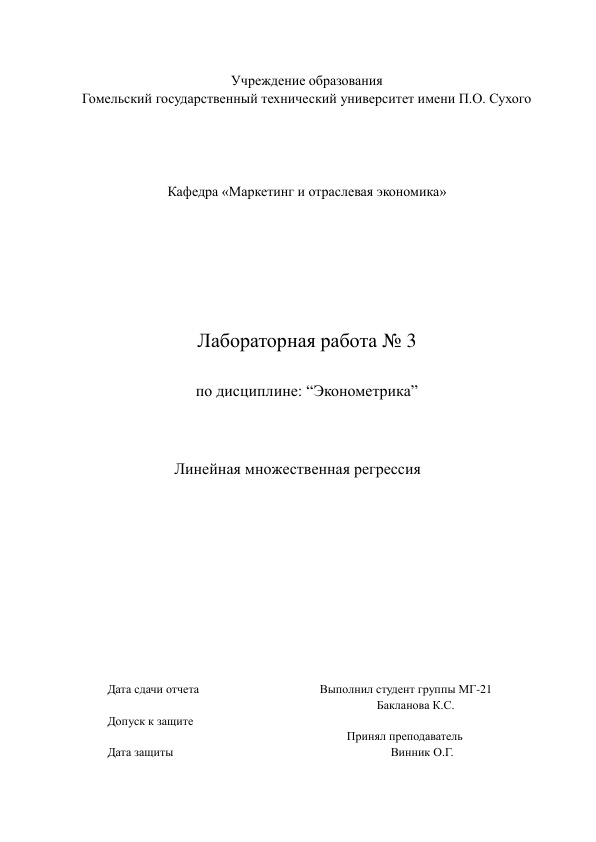 Учреждение образования
Гомельский государственный технический университет имени П.О. Сухого
Кафедра «Маркетинг и отраслевая экономика»
Лабораторная работа № 3
по дисциплине: “Эконометрика”
Линейная множественная регрессия
Дата сдачи отчета Выполнил студент группы МГ-21
Бакланова К.С.
Допуск к защите
Принял преподаватель
Дата защиты Винник О.Г.